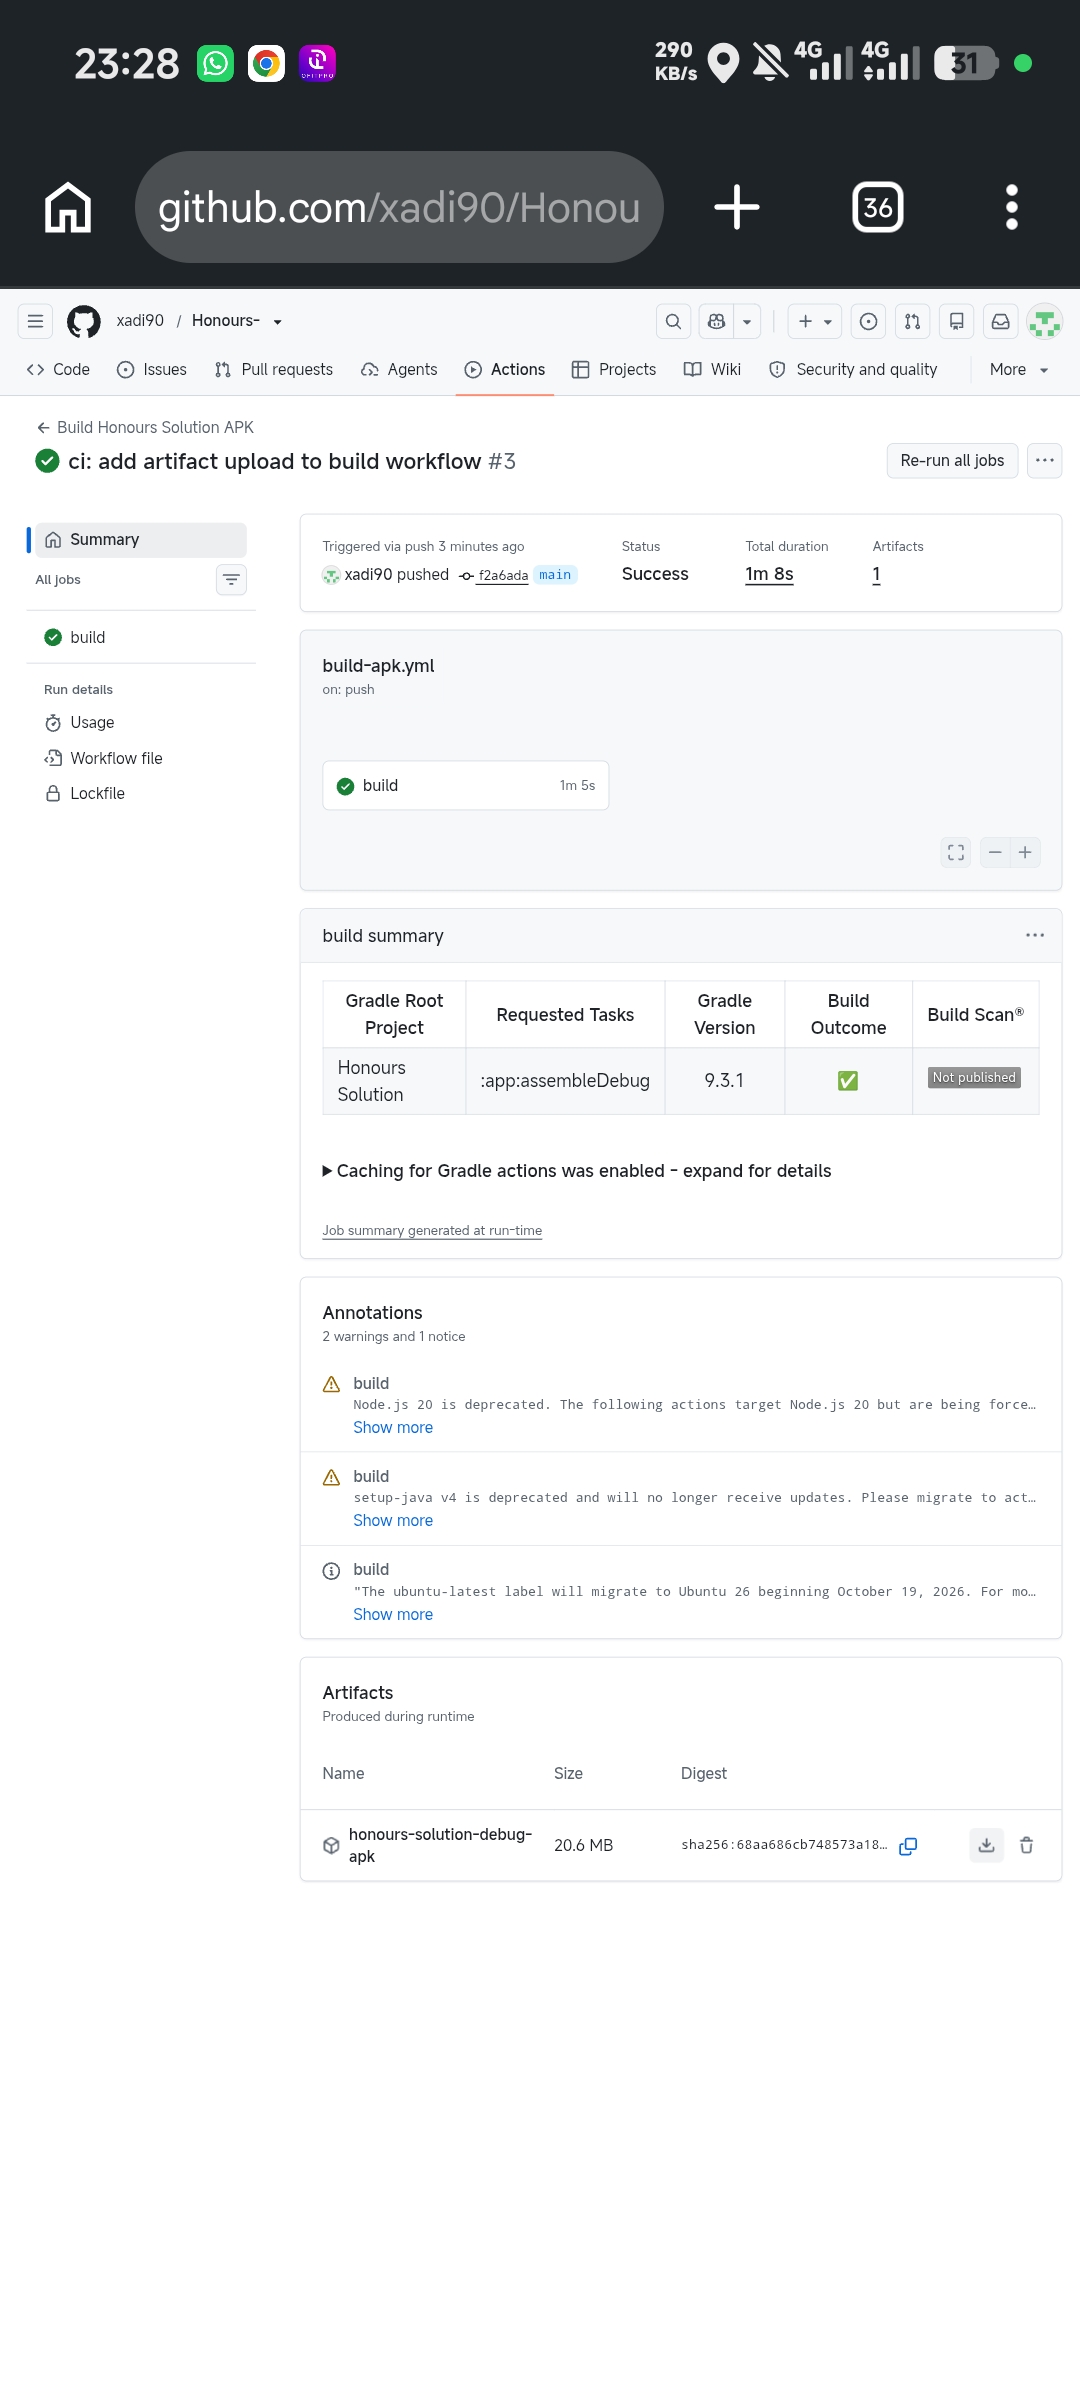 23:28
OFITPRO
290
KB/s
4G
4G
31
github.com/xadi90/Honou
36
xadi90 / Honours-
Code
Issues
Pull requests
Agents
Actions
Projects
Wiki
Security and quality
More
Build Honours Solution APK
ci: add artifact upload to build workflow #3
Re-run all jobs
Summary
All jobs
build
Run details
Usage
Workflow file
Lockfile
Triggered via push 3 minutes ago
xadi90 pushed f2a6ada main
Status
Success
Total duration
1m 8s
Artifacts
1
build-apk.yml
on: push
build
1m 5s
build summary
Gradle Root Project
Requested Tasks
Gradle Version
Build Outcome
Build Scan®
Honours Solution
:app:assembleDebug
9.3.1
Not published
Caching for Gradle actions was enabled - expand for details
Job summary generated at run-time
Annotations
2 warnings and 1 notice
build
Node.js 20 is deprecated. The following actions target Node.js 20 but are being force…
Show more
build
setup-java v4 is deprecated and will no longer receive updates. Please migrate to act…
Show more
build
"The ubuntu-latest label will migrate to Ubuntu 26 beginning October 19, 2026. For mo…
Show more
Artifacts
Produced during runtime
Name
Size
Digest
honours-solution-debug-apk
20.6 MB
sha256:68aa686cb748573a18…